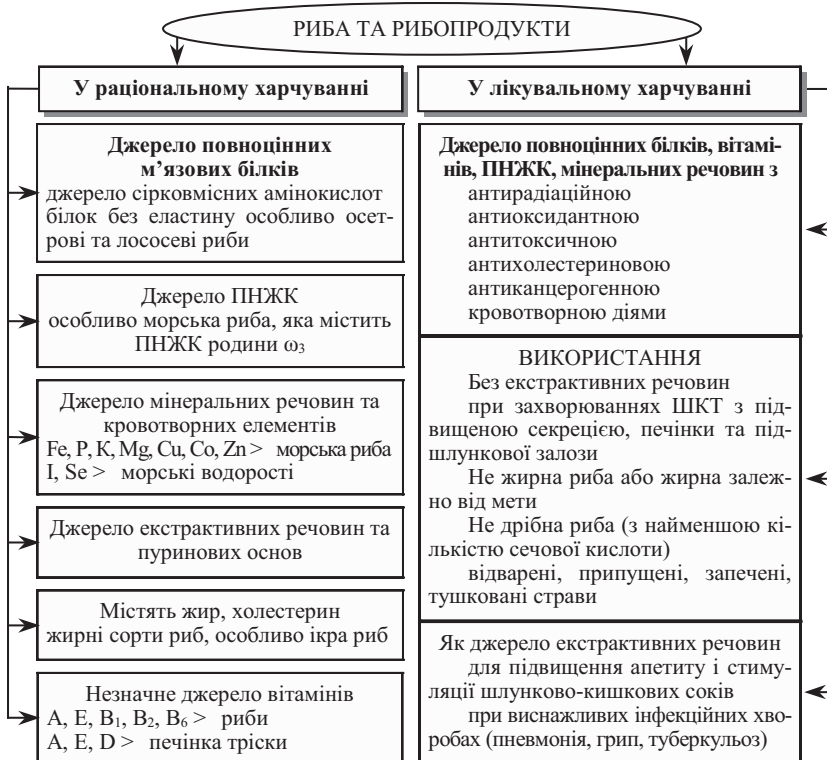 РИБА ТА РИБОПРОДУКТИ
У раціональному харчуванні
Джерело повноцінних
м’язових білків
джерело сірковмісних амінокислот
білок без еластину особливо осет-
рові та лососеві риби
Джерело ПНЖК
особливо морська риба, яка містить
ПНЖК родини ω₃
Джерело мінеральних речовин та
кровотворних елементів
Fe, P, K, Mg, Cu, Co, Zn > морська риба
I, Se > морські водорості
Джерело екстрактивних речовин та
пуринових основ
Містять жир, холестерин
жирні сорти риб, особливо ікра риб
Незначне джерело вітамінів
A, E, B₁, B₂, B₆ > риби
A, E, D > печінка тріски
У лікувальному харчуванні
Джерело повноцінних білків, вітамі-
нів, ПНЖК, мінеральних речовин з
антирадіаційною
антиоксидантною
антитоксичною
антихолестериновою
антиканцерогенною
кровотворною діями
ВИКОРИСТАННЯ
Без екстрактивних речовин
при захворюваннях ШКТ з під-
вищеною секрецією, печінки та під-
шлункової залози
Не жирна риба або жирна залеж-
но від мети
Не дрібна риба (з найменшою кі-
лькістю сечової кислоти)
відварені, припущені, запечені,
тушковані страви
Як джерело екстрактивних речовин
для підвищення апетиту і стиму-
ляції шлунково-кишкових соків
при виснажливих інфекційних хво-
робах (пневмонія, грип, туберкульоз)